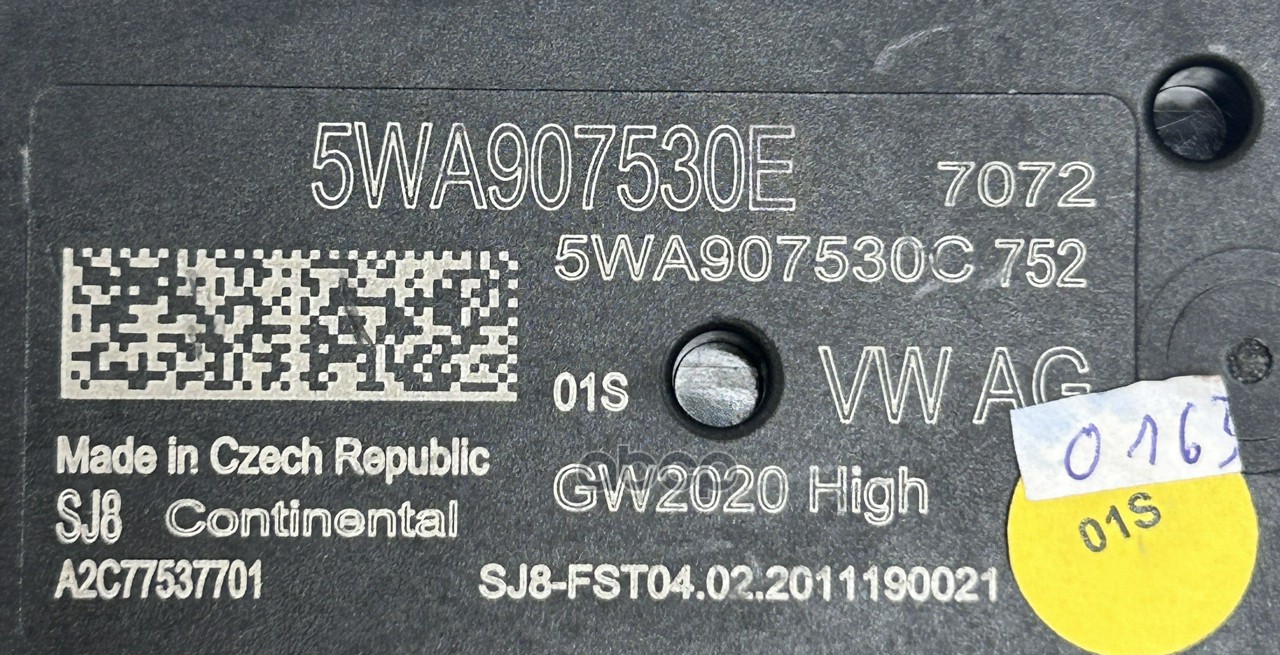 5WA907530E 7072
5WA907530C 752
01S VW AG
Made in Czech Republic
GW2020 High
SJ8 Continental
A2C77537701 SJ8-FST04.02.2011190021
0163
01S